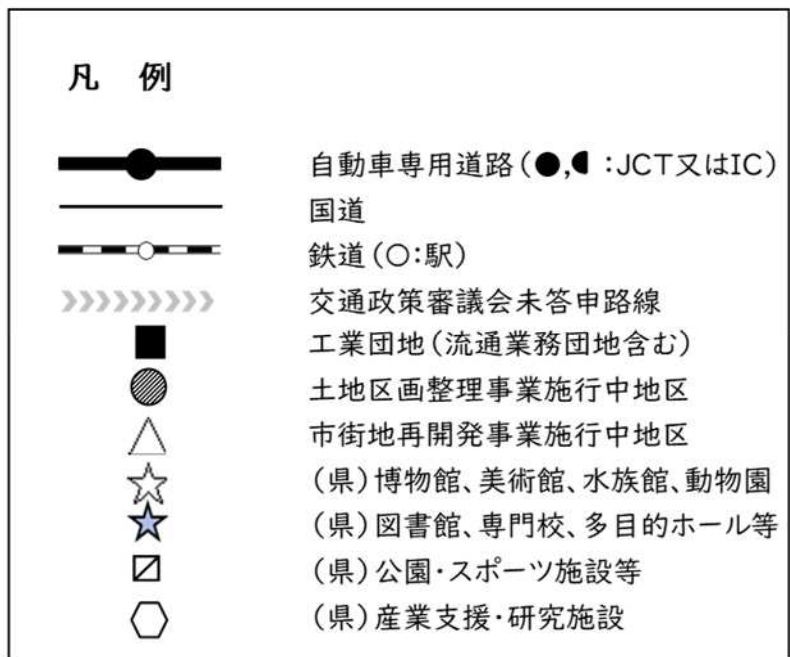 凡 例
自動車専用道路(●,◖:JCT又はIC)
国道
鉄道(○:駅)
交通政策審議会未答申路線
工業団地(流通業務団地含む)
土地区画整理事業施行中地区
市街地再開発事業施行中地区
(県)博物館、美術館、水族館、動物園
(県)図書館、専門校、多目的ホール等
(県)公園・スポーツ施設等
(県)産業支援・研究施設